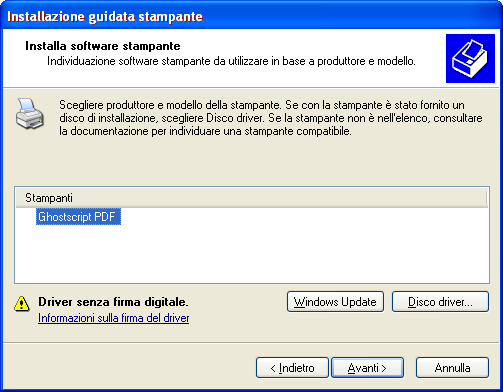 Installazione guidata stampante
Installa software stampante
Individuazione software stampante da utilizzare in base a produttore e modello.
Scegliere produttore e modello della stampante. Se con la stampante è stato fornito un
disco di installazione, scegliere Disco driver. Se la stampante non è nell'elenco, consultare
la documentazione per individuare una stampante compatibile.
Stampanti
Ghostscript PDF
Driver senza firma digitale.
Informazioni sulla firma del driver
Windows Update
Disco driver...
< Indietro
Avanti >
Annulla